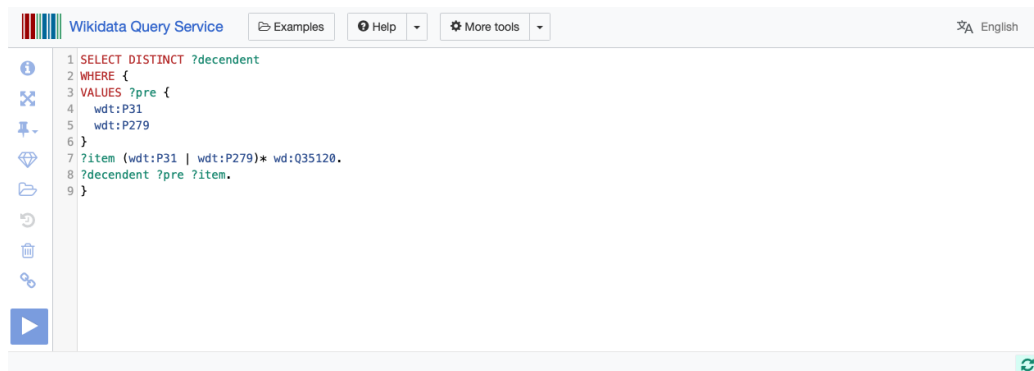 Wikidata Query Service Examples Help More tools English
1 SELECT DISTINCT ?decendent
2 WHERE {
3 VALUES ?pre {
4 wdt:P31
5 wdt:P279
6 }
7 ?item (wdt:P31 | wdt:P279)* wd:Q35120.
8 ?decendent ?pre ?item.
9 }